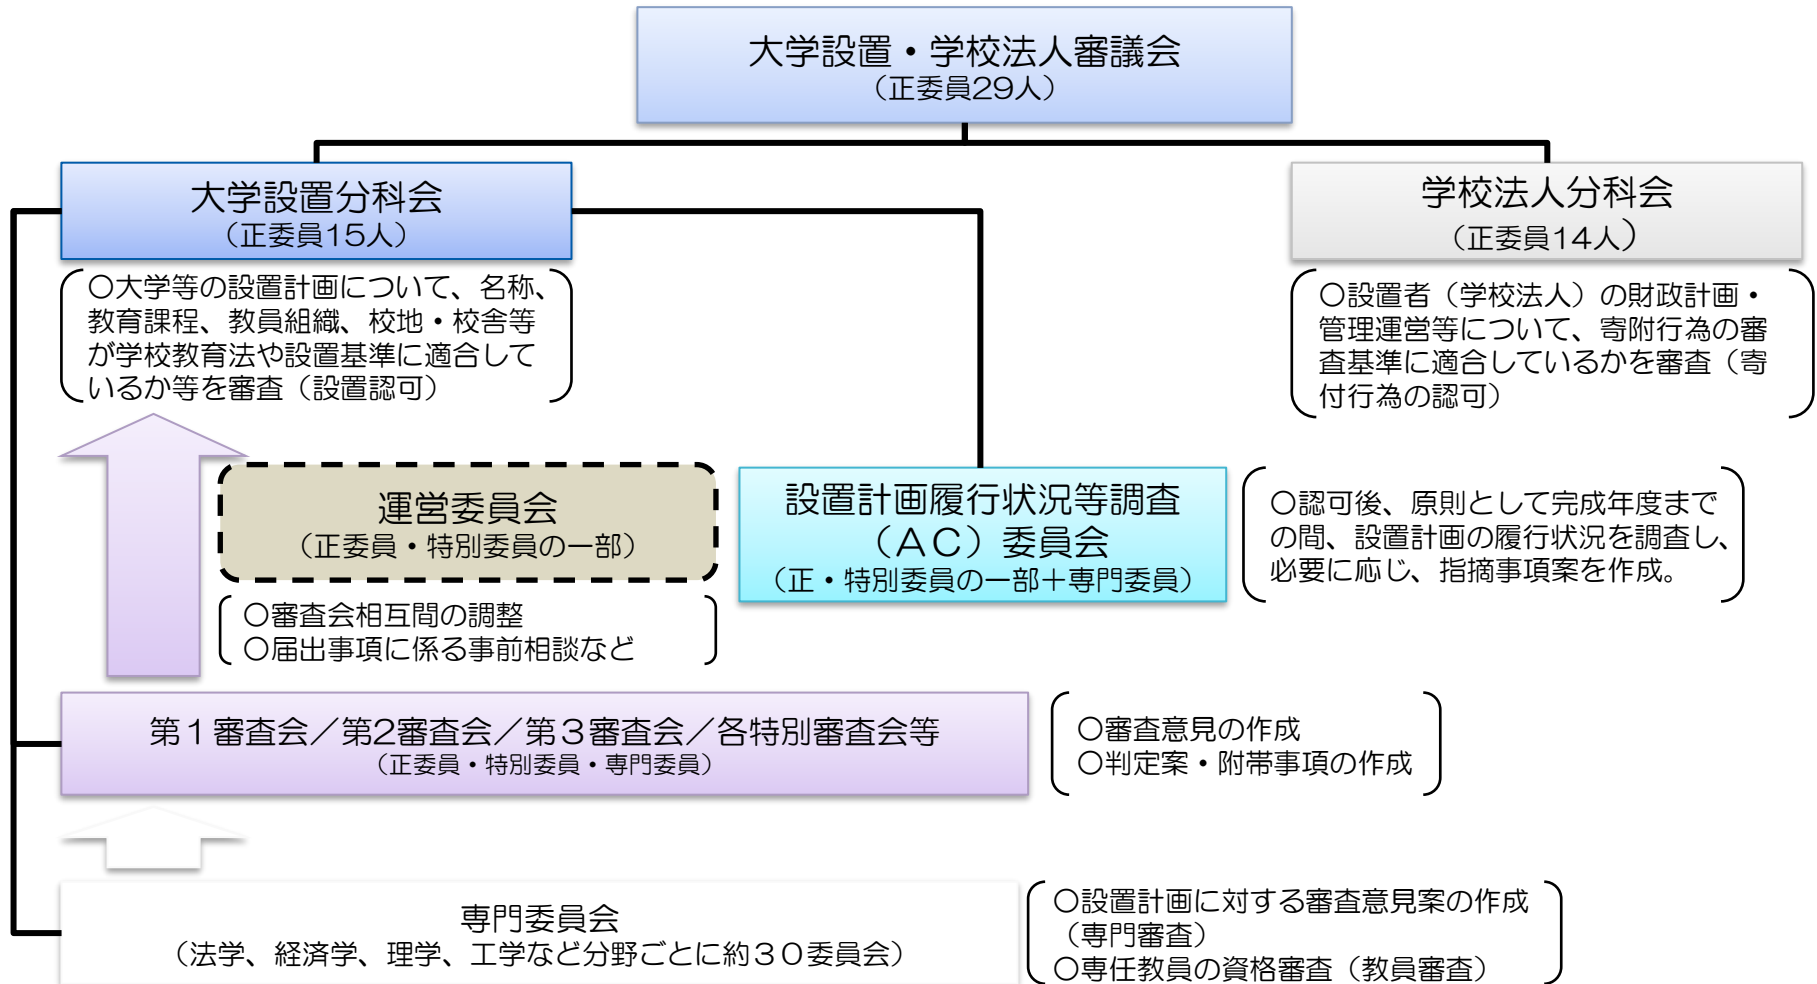 大学設置・学校法人審議会
（正委員29人）
大学設置分科会
（正委員15人）
学校法人分科会
（正委員14人）
○大学等の設置計画について、名称、
教育課程、教員組織、校地・校舎等
が学校教育法や設置基準に適合して
いるか等を審査（設置認可）
○設置者（学校法人）の財政計画・
管理運営等について、寄附行為の審
査基準に適合しているかを審査（寄
付行為の認可）
運営委員会
（正委員・特別委員の一部）
○審査会相互間の調整
○届出事項に係る事前相談など
設置計画履行状況等調査
（ＡＣ）委員会
（正・特別委員の一部＋専門委員）
○認可後、原則として完成年度まで
の間、設置計画の履行状況を調査し、
必要に応じ、指摘事項案を作成。
第１審査会／第2審査会／第３審査会／各特別審査会等
（正委員・特別委員・専門委員）
○審査意見の作成
○判定案・附帯事項の作成
専門委員会
（法学、経済学、理学、工学など分野ごとに約３０委員会）
○設置計画に対する審査意見案の作成
（専門審査）
○専任教員の資格審査（教員審査）